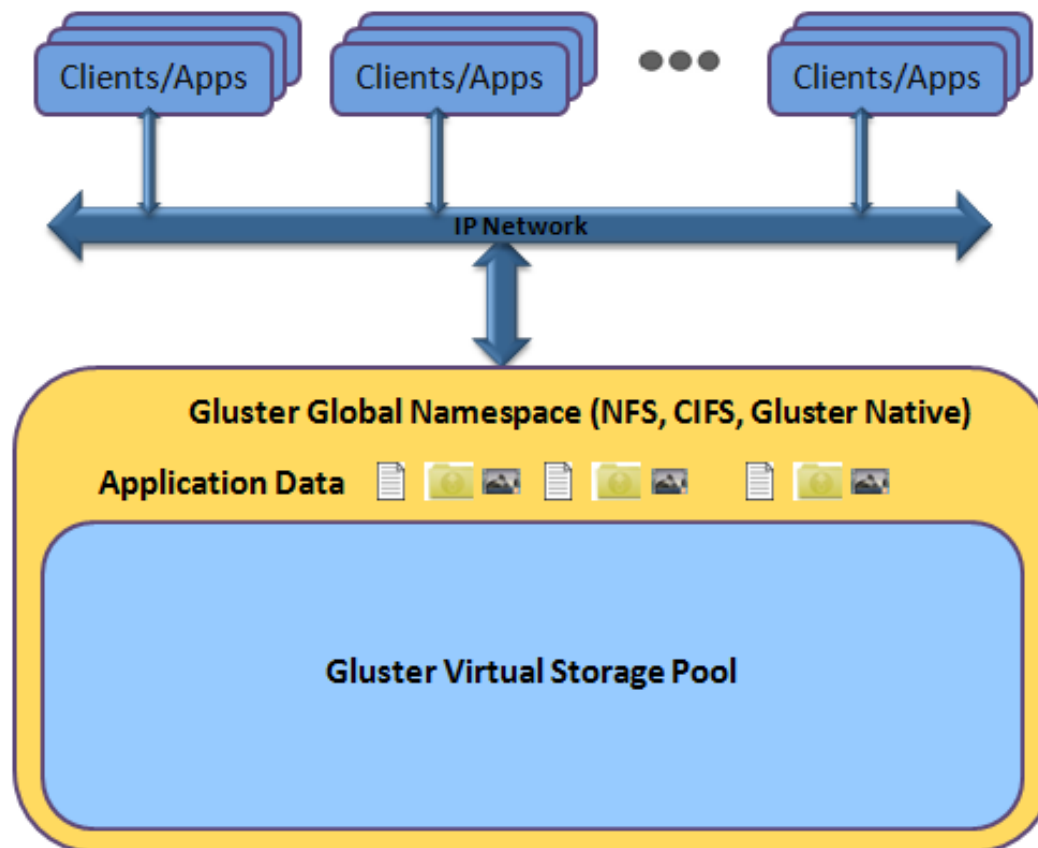 Clients/Apps
Clients/Apps
Clients/Apps
IP Network
Gluster Global Namespace (NFS, CIFS, Gluster Native)
Application Data
Gluster Virtual Storage Pool